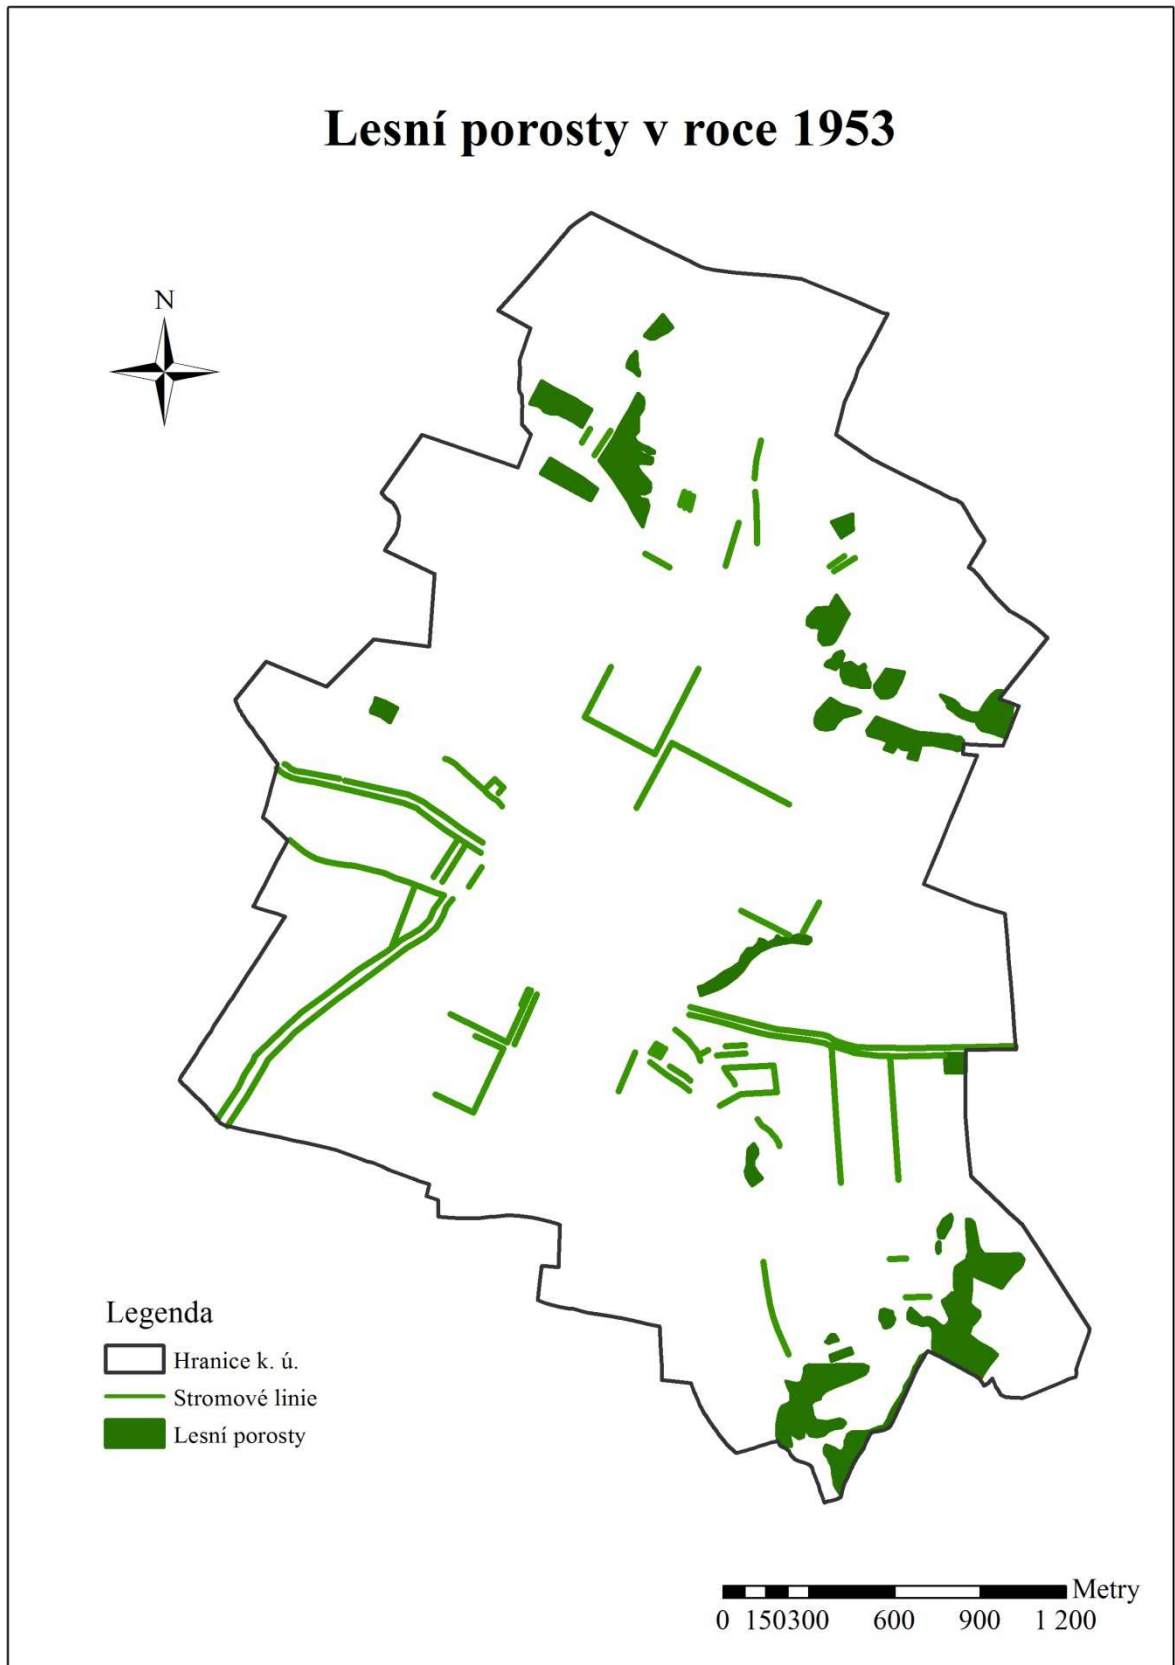 Lesní porosty v roce 1953
N
Legenda
Hranice k. ú.
Stromové linie
Lesní porosty
Metry
0 150300 600 900 1 200